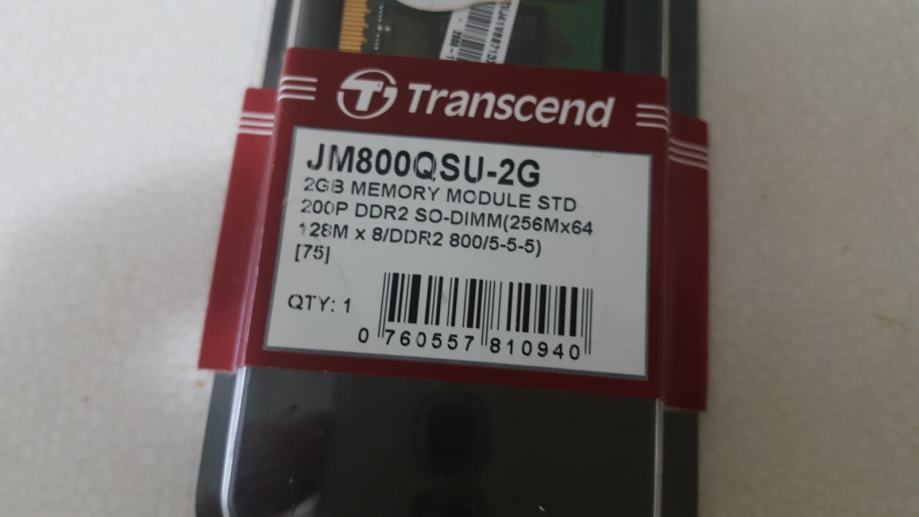 Transcend
JM800QSU-2G
2GB MEMORY MODULE STD
200P DDR2 SO-DIMM(256Mx64
128M x 8/DDR2 800/5-5-5)
[75]
QTY: 1
0 760557 810940